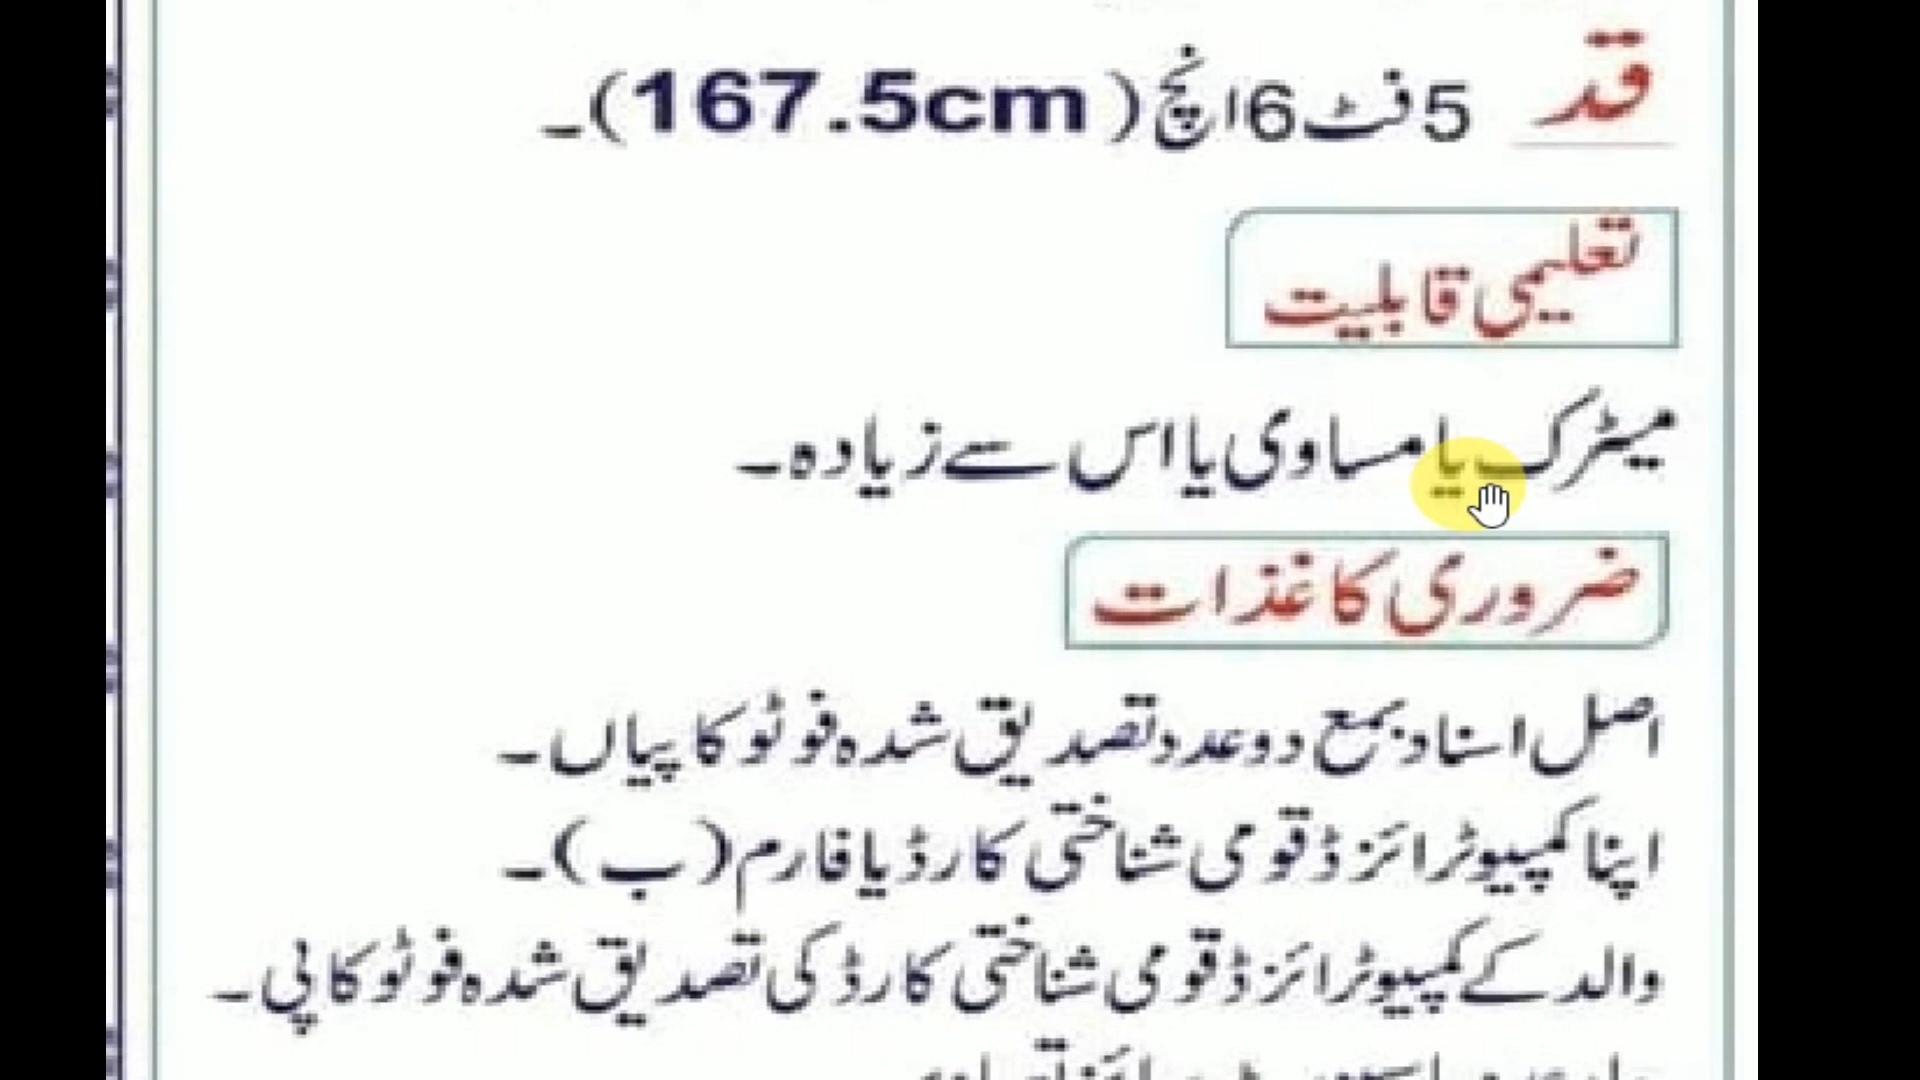 قد 5 فٹ 6 انچ (167.5cm)۔
تعلیمی قابلیت
میٹرک یا مساوی یا اس سے زیادہ۔
ضروری کاغذات
اصل اسناد بمع دو عدد تصدیق شدہ فوٹو کاپیاں۔
اپنا کمپیوٹرائزڈ قومی شناختی کارڈ یا فارم (ب)۔
والد کے کمپیوٹرائزڈ قومی شناختی کارڈ کی تصدیق شدہ فوٹو کاپی۔